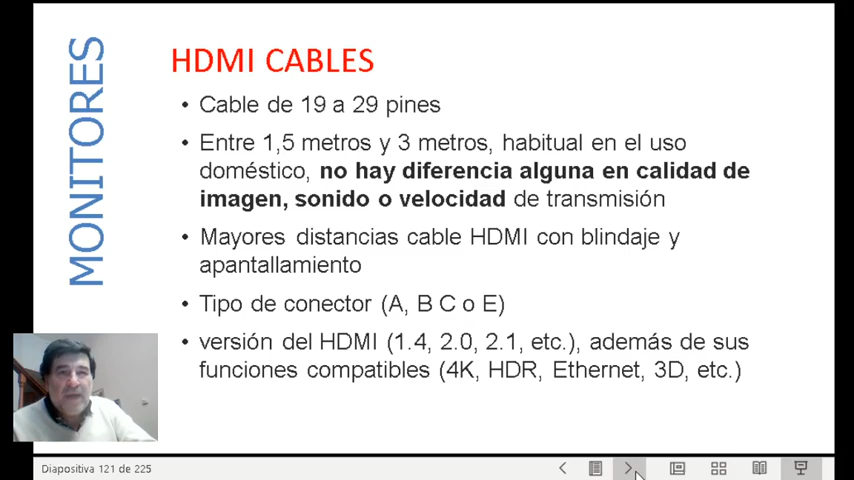 MONITORES
HDMI CABLES
• Cable de 19 a 29 pines
• Entre 1,5 metros y 3 metros, habitual en el uso
doméstico, no hay diferencia alguna en calidad de
imagen, sonido o velocidad de transmisión
• Mayores distancias cable HDMI con blindaje y
apantallamiento
• Tipo de conector (A, B C o E)
• versión del HDMI (1.4, 2.0, 2.1, etc.), además de sus
funciones compatibles (4K, HDR, Ethernet, 3D, etc.)
Diapositiva 121 de 225